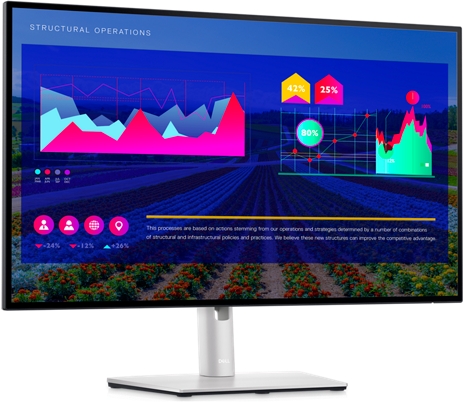 STRUCTURAL OPERATIONS
42%
25%
80%
-24%
-12%
+36%
This processes are based on actions stemming from our operations and strategies determined by a number of combinations
of structural and infrastructural policies and practices. We believe these new structures can improve the competitive advantage.